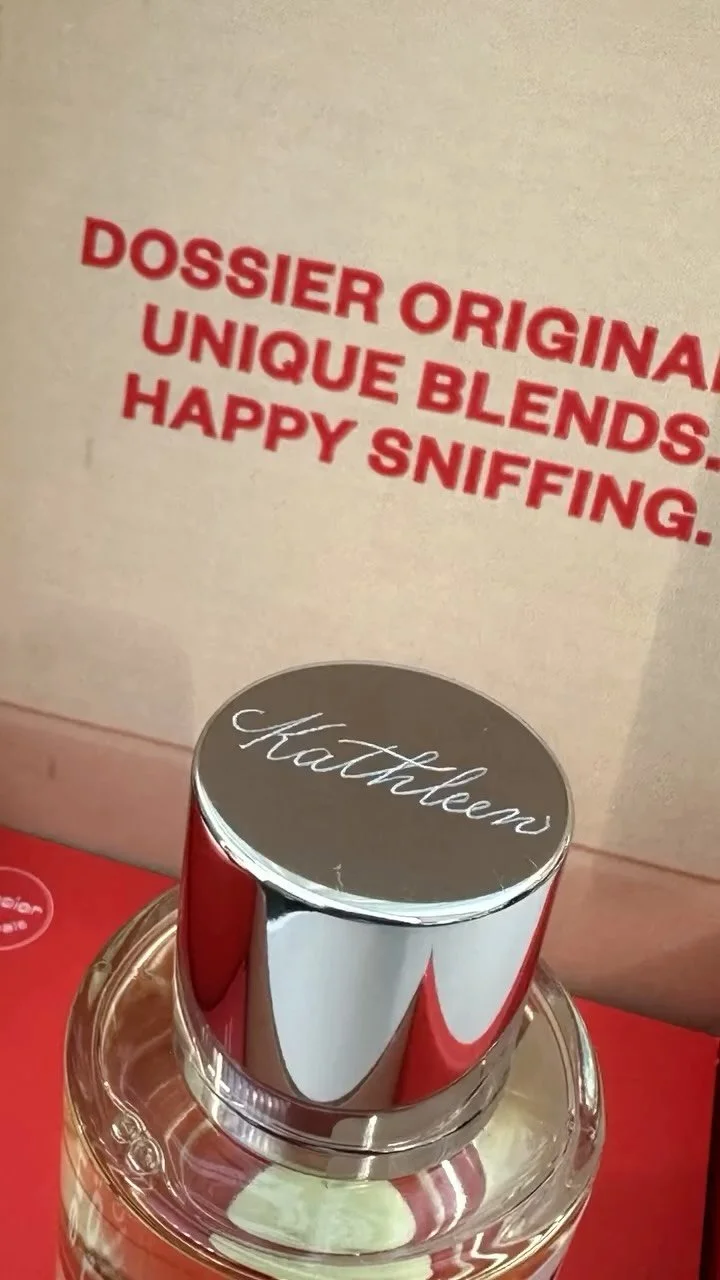 DOSSIER ORIGINA
UNIQUE BLENDS.
HAPPY SNIFFING.
Kathleen